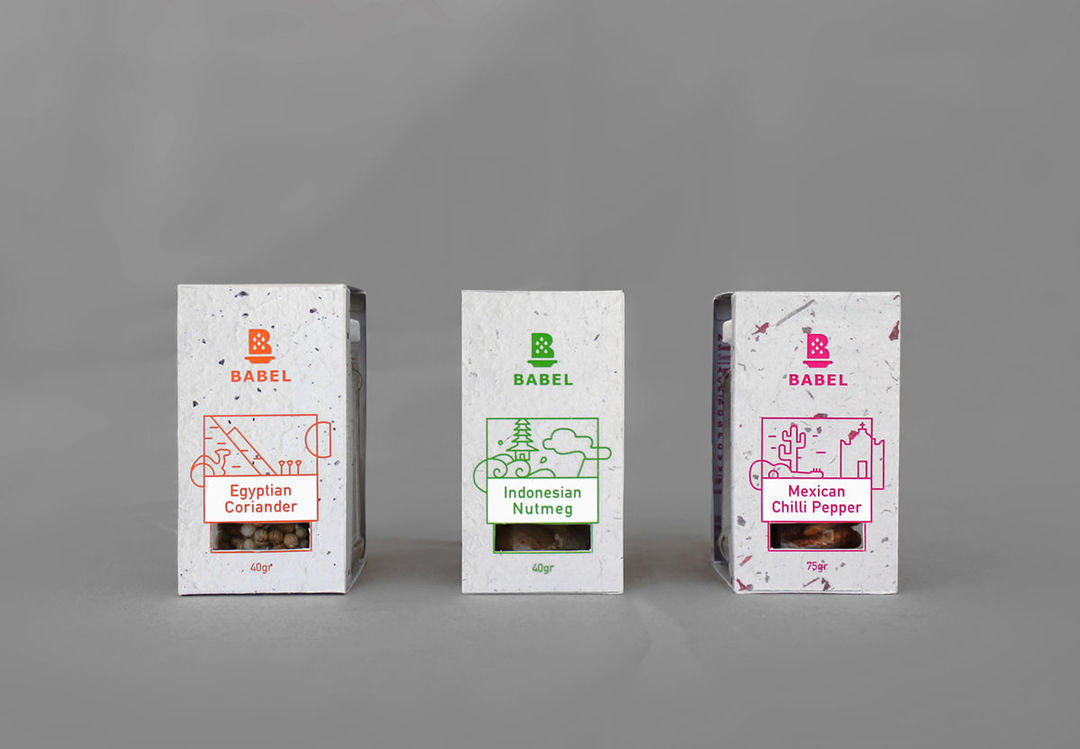 BABEL
Egyptian
Coriander
40gr
BABEL
Indonesian
Nutmeg
40gr
BABEL
Mexican
Chilli Pepper
75gr